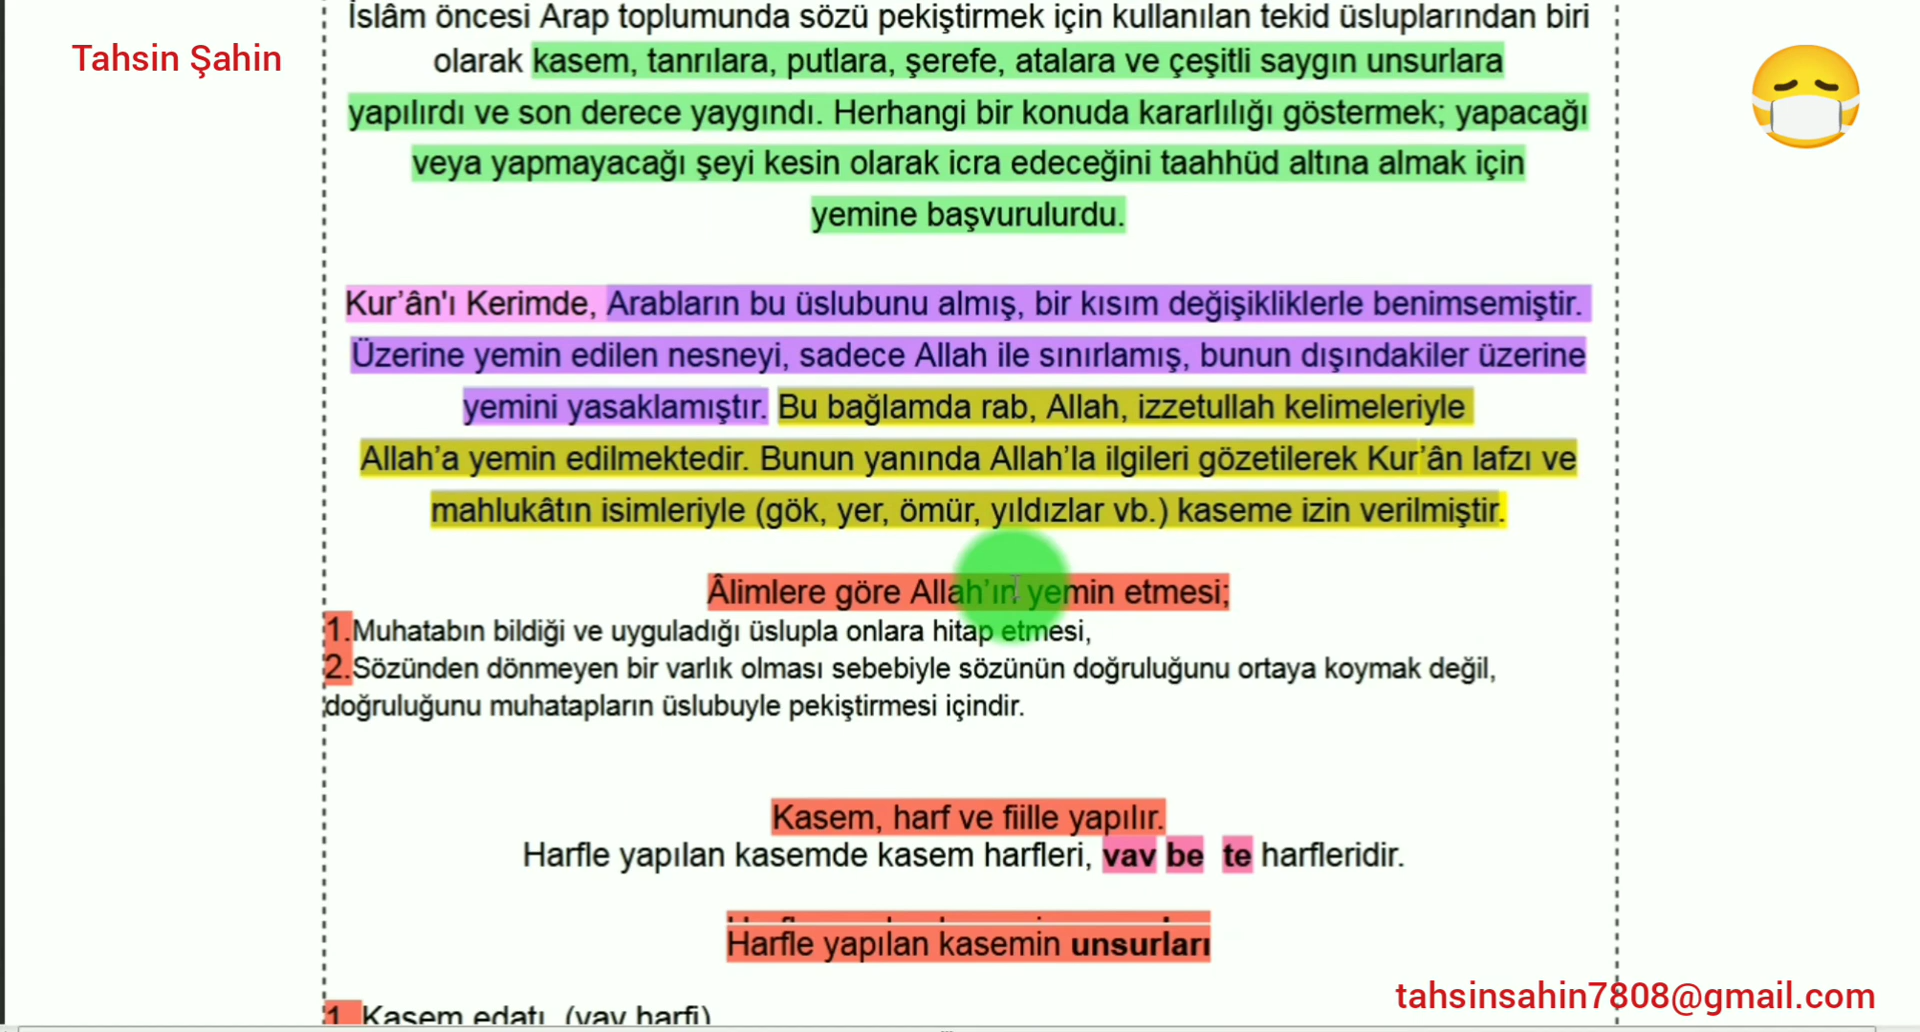 İslâm öncesi Arap toplumunda sözü pekiştirmek için kullanılan tekid üsluplarından biri
Tahsin Şahin
olarak kasem, tanrılara, putlara, şerefe, atalara ve çeşitli saygın unsurlara
yapılırdı ve son derece yaygındı. Herhangi bir konuda kararlılığı göstermek; yapacağı
veya yapmayacağı şeyi kesin olarak icra edeceğini taahhüd altına almak için
yemine başvurulurdu.
Kur’ân'ı Kerimde, Arabların bu üslubunu almış, bir kısım değişikliklerle benimsemiştir.
Üzerine yemin edilen nesneyi, sadece Allah ile sınırlamış, bunun dışındakiler üzerine
yemini yasaklamıştır. Bu bağlamda rab, Allah, izzetullah kelimeleriyle
Allah’a yemin edilmektedir. Bunun yanında Allah’la ilgileri gözetilerek Kur’ân lafzı ve
mahlukâtın isimleriyle (gök, yer, ömür, yıldızlar vb.) kaseme izin verilmiştir.
Âlimlere göre Allah’ın yemin etmesi;
1.Muhatabın bildiği ve uyguladığı üslupla onlara hitap etmesi,
2.Sözünden dönmeyen bir varlık olması sebebiyle sözünün doğruluğunu ortaya koymak değil,
doğruluğunu muhatapların üslubuyle pekiştirmesi içindir.
Kasem, harf ve fiille yapılır.
Harfle yapılan kasemde kasem harfleri, vav be te harfleridir.
Harfle yapılan kasemin unsurları
tahsinsahin7808@gmail.com
1.Kasem edatı (vav harfi)